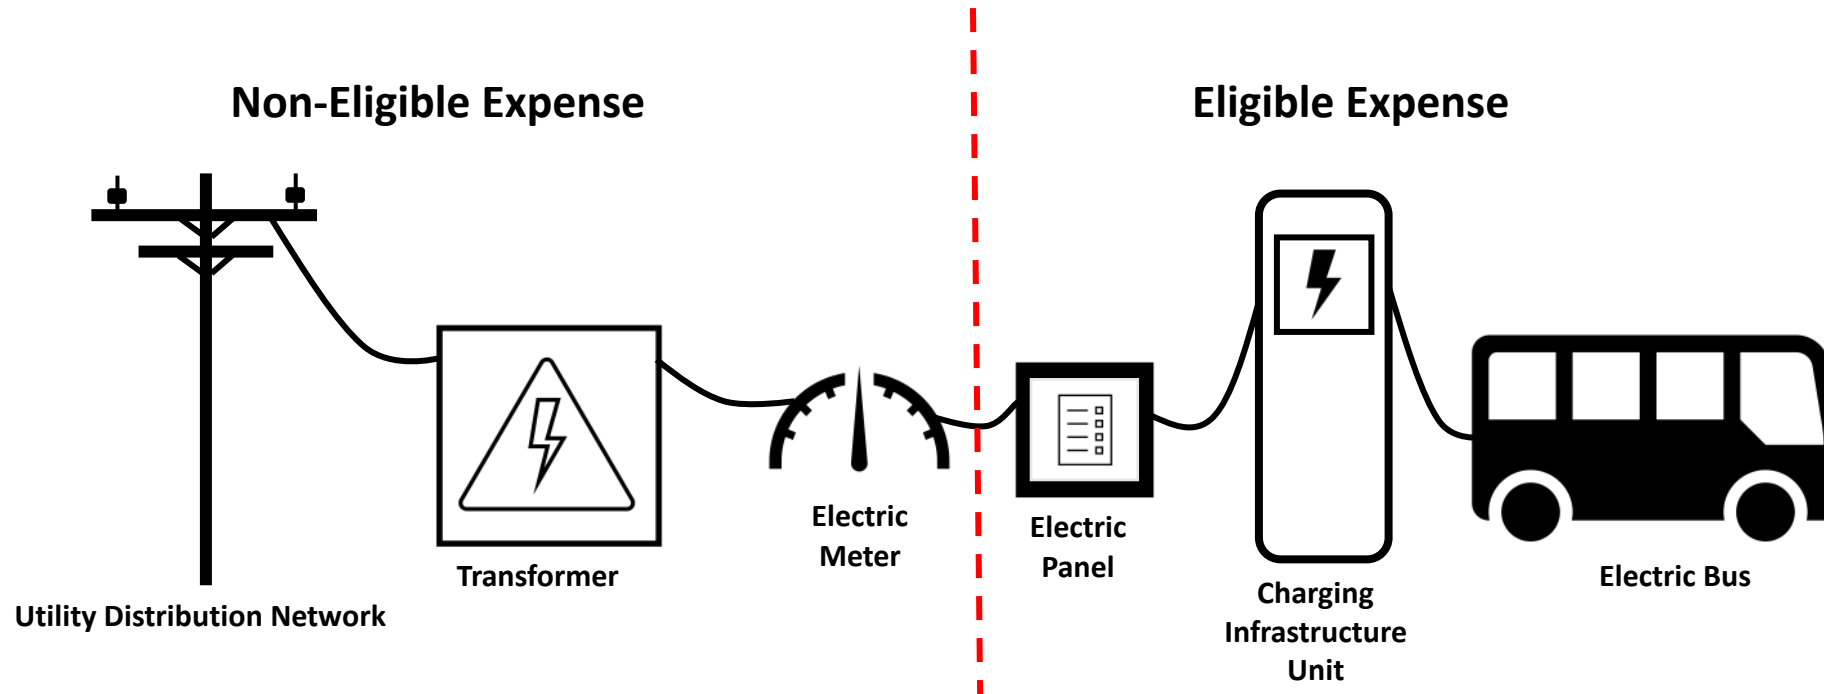 Non-Eligible Expense
Eligible Expense
Utility Distribution Network
Transformer
Electric
Meter
Electric
Panel
Charging
Infrastructure
Unit
Electric Bus